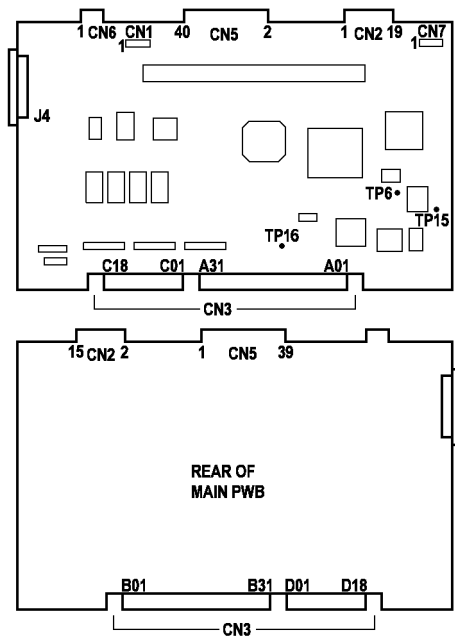 1 CN6 CN1 40 CN5 2 1 CN2 19 CN7
1 1
J4
TP6
TP15
TP16
C18 C01 A31 A01
CN3
15 CN2 2 1 CN5 39
REAR OF
MAIN PWB
B01 B31 D01 D18
CN3